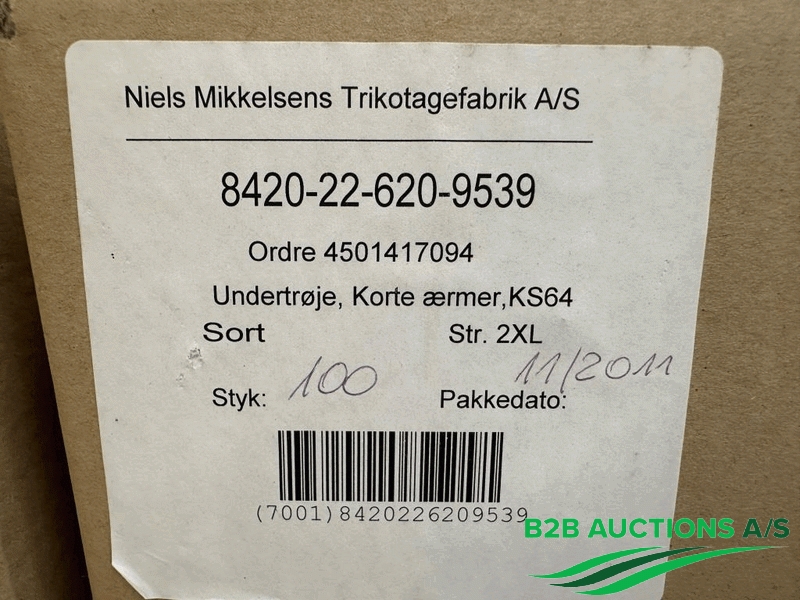 Niels Mikkelsens Trikotagefabrik A/S
8420-22-620-9539
Ordre 4501417094
Undertrøje, Korte ærmer,KS64
Sort Str. 2XL
Styk: 100 Pakkedato: 11/2011
(7001)8420226209539
B2B AUCTIONS A/S